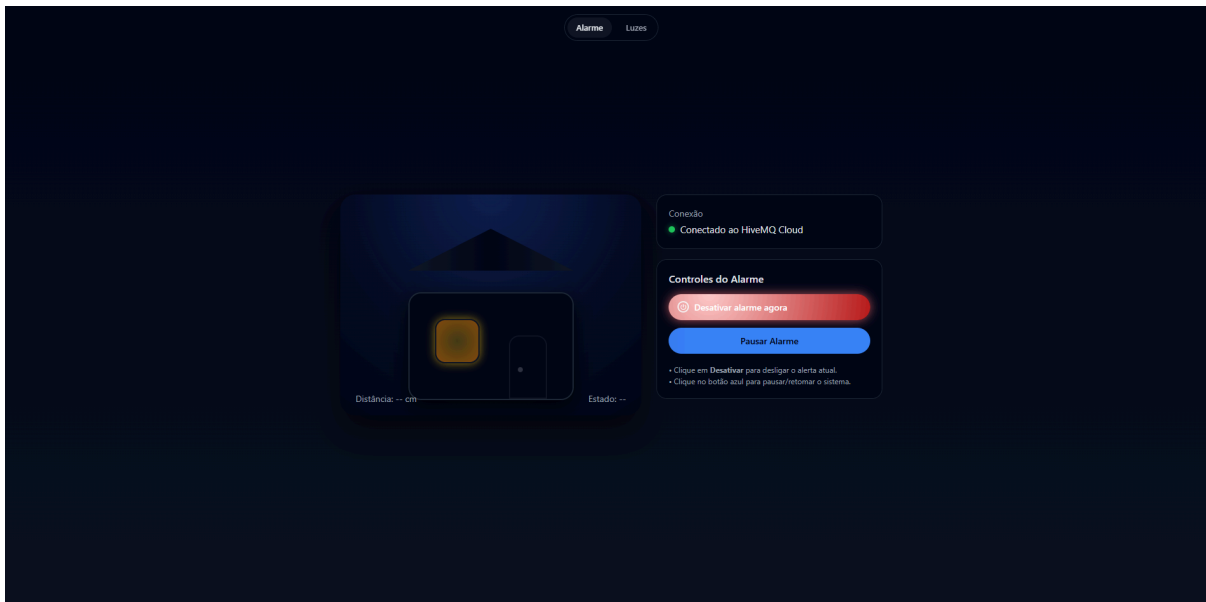 Alarme Luzes
Conexão
Conectado ao HiveMQ Cloud
Controles do Alarme
Desativar alarme agora
Pausar Alarme
• Clique em Desativar para desligar o alerta atual.
• Clique no botão azul para pausar/retomar o sistema.
Distância: -- cm
Estado: --